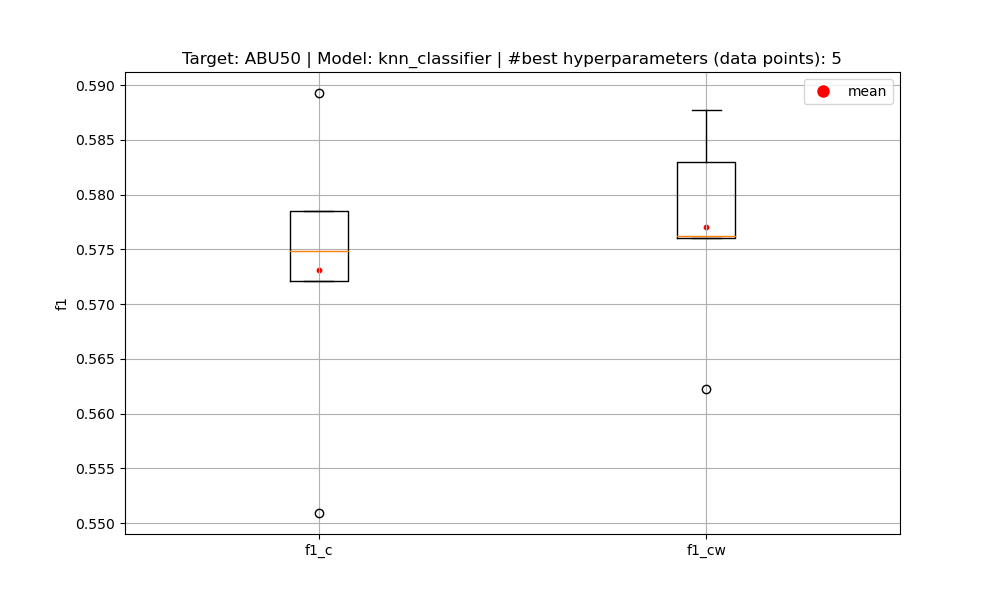 Target: ABU50 | Model: knn_classifier | #best hyperparameters (data points): 5
mean
0.590
0.585
0.580
0.575
0.570
0.565
0.560
0.555
0.550
f1
f1_c
f1_cw